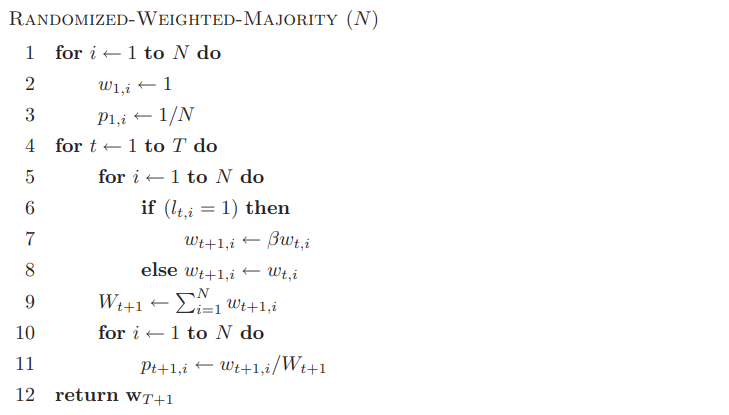 RANDOMIZED-WEIGHTED-MAJORITY (N)
1 for i ← 1 to N do
2 w₁,ᵢ ← 1
3 p₁,ᵢ ← 1/N
4 for t ← 1 to T do
5 for i ← 1 to N do
6 if (lₜ,ᵢ = 1) then
7 wₜ₊₁,ᵢ ← βwₜ,ᵢ
8 else wₜ₊₁,ᵢ ← wₜ,ᵢ
9 Wₜ₊₁ ← ∑ᵢ₌₁ᴺ wₜ₊₁,ᵢ
10 for i ← 1 to N do
11 pₜ₊₁,ᵢ ← wₜ₊₁,ᵢ/Wₜ₊₁
12 return w_T+1